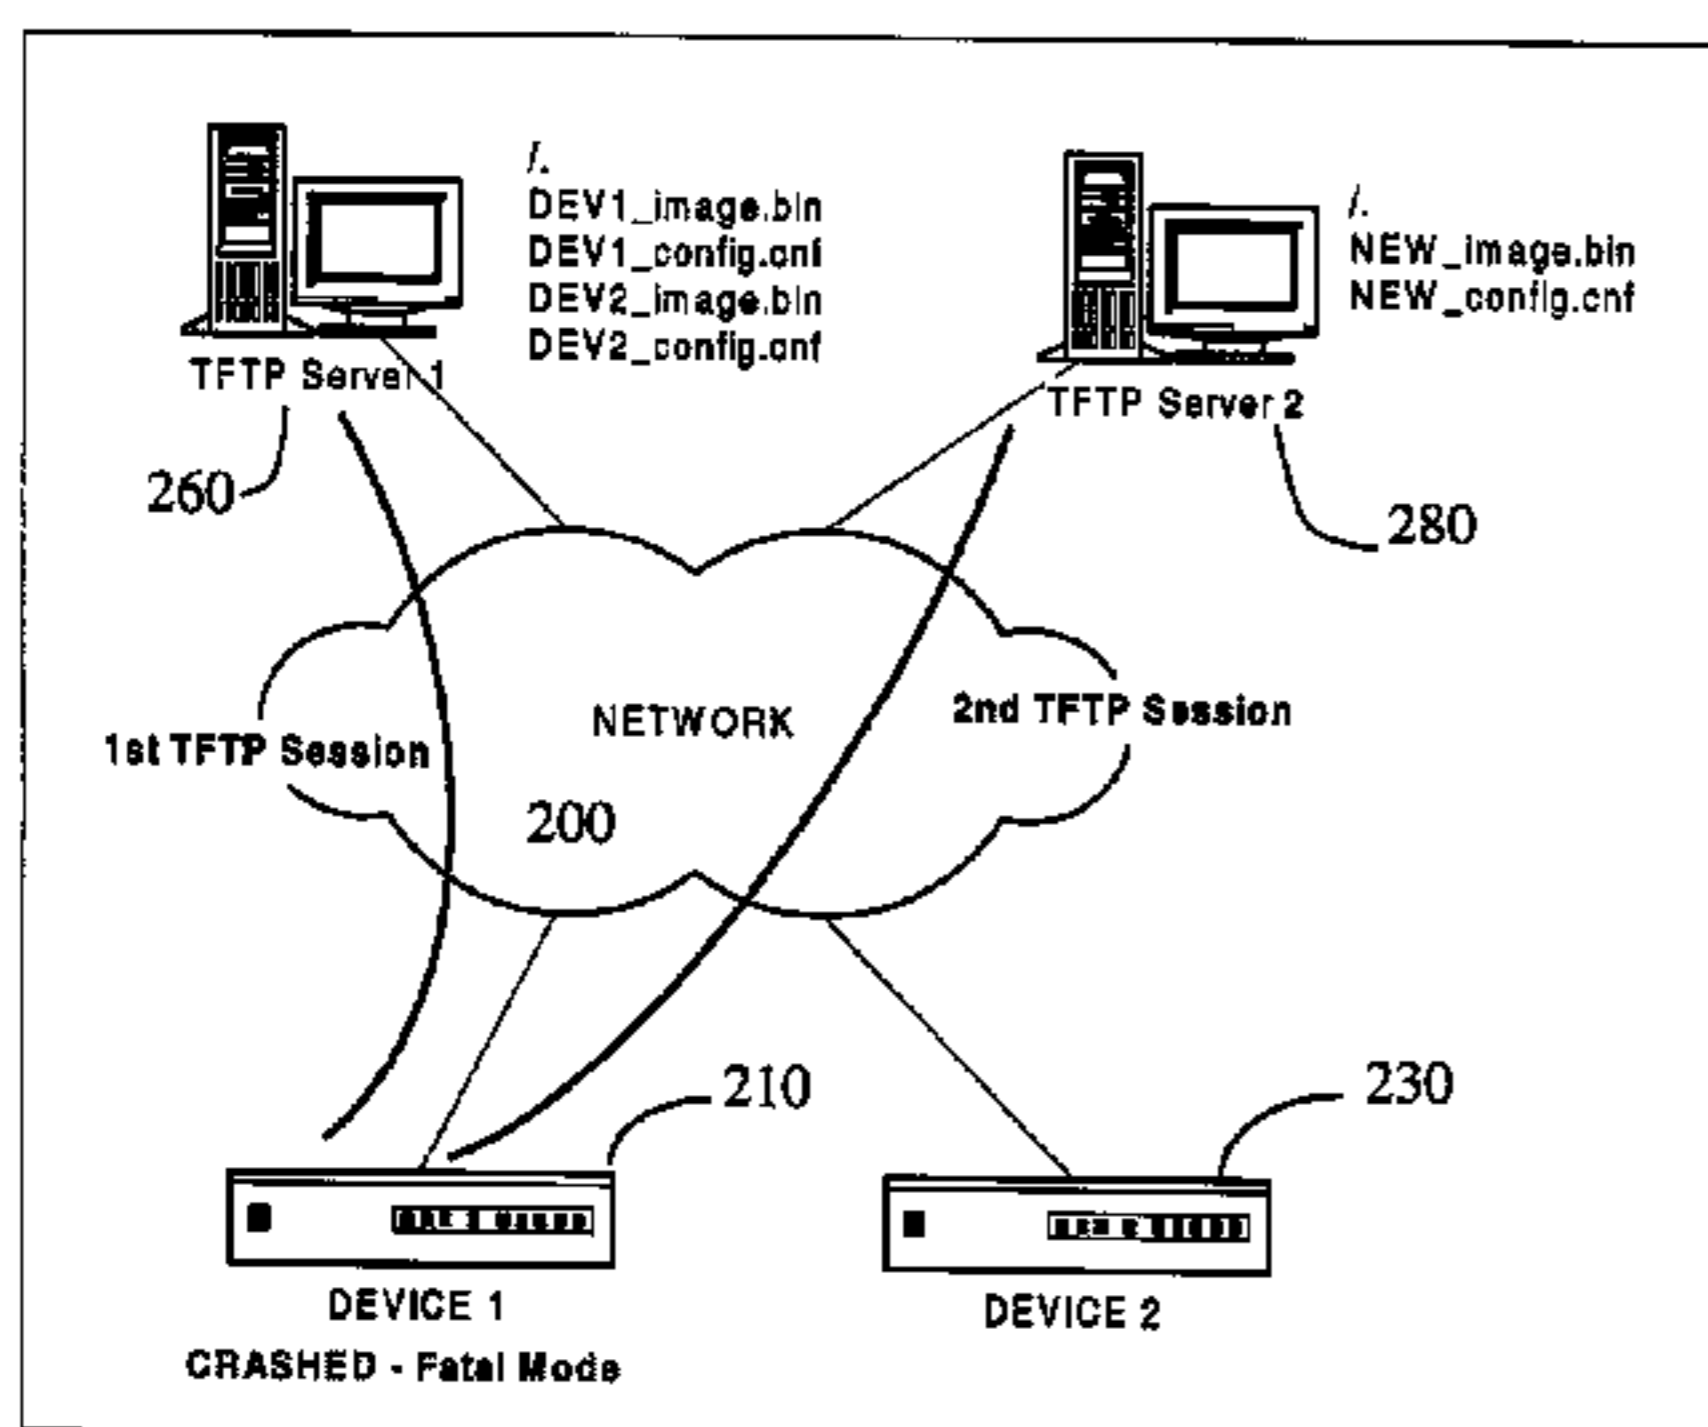 /.
DEV1_image.bin
DEV1_config.cnf
DEV2_image.bin
DEV2_config.cnf
TFTP Server 1
260
/.
NEW_image.bin
NEW_config.cnf
TFTP Server 2
280
1st TFTP Session
NETWORK
2nd TFTP Session
200
210
230
DEVICE 1
CRASHED - Fatal Mode
DEVICE 2